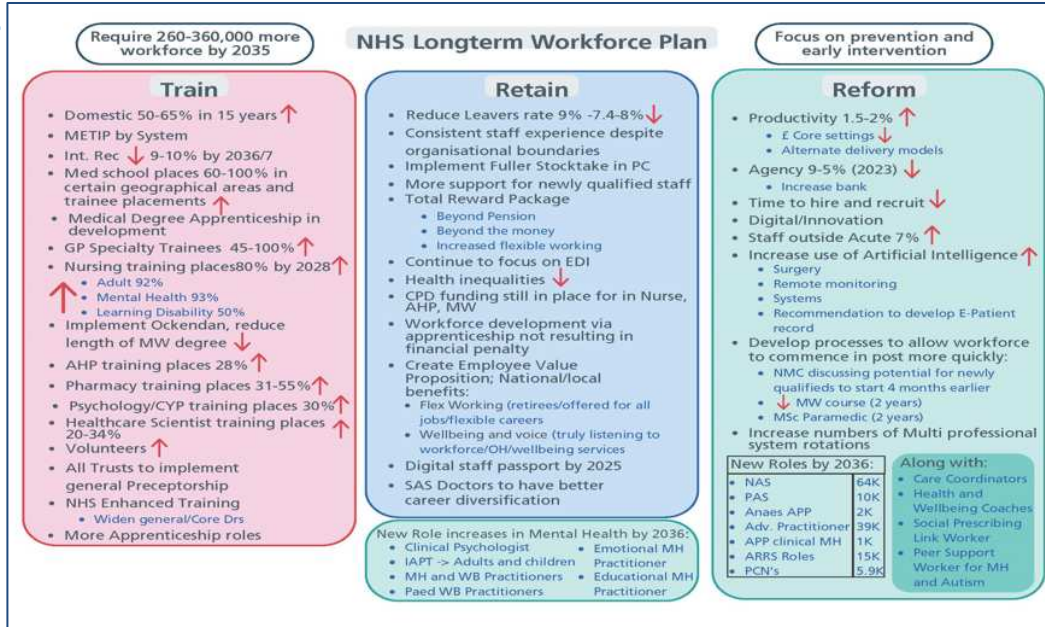 Require 260-360,000 more
workforce by 2035
NHS Longterm Workforce Plan
Focus on prevention and
early intervention
Train
• Domestic 50-65% in 15 years ↑
• METIP by System
• Int. Rec ↓ 9-10% by 2036/7
• Med school places 60-100% in
certain geographical areas and
trainee placements ↑
• Medical Degree Apprenticeship in
development
• GP Specialty Trainees 45-100% ↑
• Nursing training places80% by 2028 ↑
↑
• Adult 92%
• Mental Health 93%
• Learning Disability 50%
• Implement Ockendan, reduce
length of MW degree ↓
• AHP training places 28% ↑
• Pharmacy training places 31-55% ↑
• Psychology/CYP training places 30% ↑
• Healthcare Scientist training places
20-34% ↑
• Volunteers ↑
• All Trusts to implement
general Preceptorship
• NHS Enhanced Training
• Widen general/Core Drs
• More Apprenticeship roles
Retain
• Reduce Leavers rate 9% -7.4-8% ↓
• Consistent staff experience despite
organisational boundaries
• Implement Fuller Stocktake in PC
• More support for newly qualified staff
• Total Reward Package
• Beyond Pension
• Beyond the money
• Increased flexible working
• Continue to focus on EDI
• Health inequalities ↓
• CPD funding still in place for in Nurse,
AHP, MW
• Workforce development via
apprenticeship not resulting in
financial penalty
• Create Employee Value
Proposition; National/local
benefits:
• Flex Working (retirees/offered for all
jobs/flexible careers
• Wellbeing and voice (truly listening to
workforce/OH/wellbeing services
• Digital staff passport by 2025
• SAS Doctors to have better
career diversification
New Role increases in Mental Health by 2036:
• Clinical Psychologist
• IAPT -> Adults and children
• MH and WB Practitioners
• Paed WB Practitioners
• Emotional MH
Practitioner
• Educational MH
Practitioner
Reform
• Productivity 1.5-2% ↑
• £ Core settings ↓
• Alternate delivery models
• Agency 9-5% (2023) ↓
• Increase bank
• Time to hire and recruit ↓
• Digital/Innovation
• Staff outside Acute 7% ↑
• Increase use of Artificial Intelligence ↑
• Surgery
• Remote monitoring
• Systems
• Recommendation to develop E-Patient
record
• Develop processes to allow workforce
to commence in post more quickly:
• NMC discussing potential for newly
qualifieds to start 4 months earlier
• ↓ MW course (2 years)
• MSc Paramedic (2 years)
• Increase numbers of Multi professional
system rotations
New Roles by 2036:
• NAS 64K
• PAS 10K
• Anaes APP 2K
• Adv. Practitioner 39K
• APP clinical MH 1K
• ARRS Roles 15K
• PCN's 5.9K
Along with:
• Care Coordinators
• Health and
Wellbeing Coaches
• Social Prescribing
Link Worker
• Peer Support
Worker for MH
and Autism